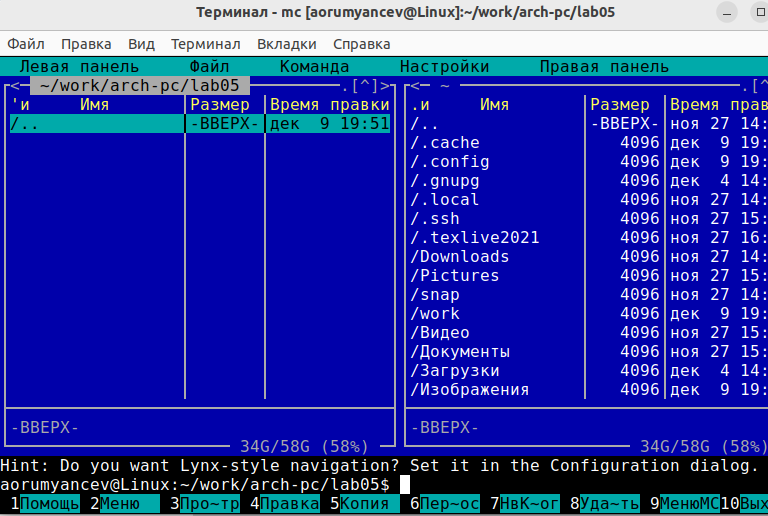 Терминал - mc [aorumyancev@Linux]:~/work/arch-pc/lab05
Файл Правка Вид Терминал Вкладки Справка
Левая панель Файл Команда Настройки Правая панель
<─ ~/work/arch-pc/lab05 ─.[^]> <─ ~ ─.[^
'и Имя Размер Время правки .и Имя Размер Время прав
/.. -ВВЕРХ- дек 9 19:51 /.. -ВВЕРХ- ноя 27 14:
/.cache 4096 дек 9 19:
/.config 4096 дек 9 19:
/.gnupg 4096 дек 4 14:
/.local 4096 ноя 27 14:
/.ssh 4096 ноя 27 15:
/.texlive2021 4096 ноя 27 16:
/Downloads 4096 ноя 27 14:
/Pictures 4096 ноя 27 15:
/snap 4096 ноя 27 14:
/work 4096 дек 9 19:
/Видео 4096 ноя 27 15:
/Документы 4096 ноя 27 15:
/Загрузки 4096 дек 4 14:
/Изображения 4096 дек 9 19:
-ВВЕРХ- -ВВЕРХ-
34G/58G (58%) 34G/58G (58%)
Hint: Do you want Lynx-style navigation? Set it in the Configuration dialog.
aorumyancev@Linux:~/work/arch-pc/lab05$
1Помощь 2Меню 3Про~тр 4Правка 5Копия 6Пер~ос 7НвК~ог 8Уда~ть 9МенюMC 10Вых